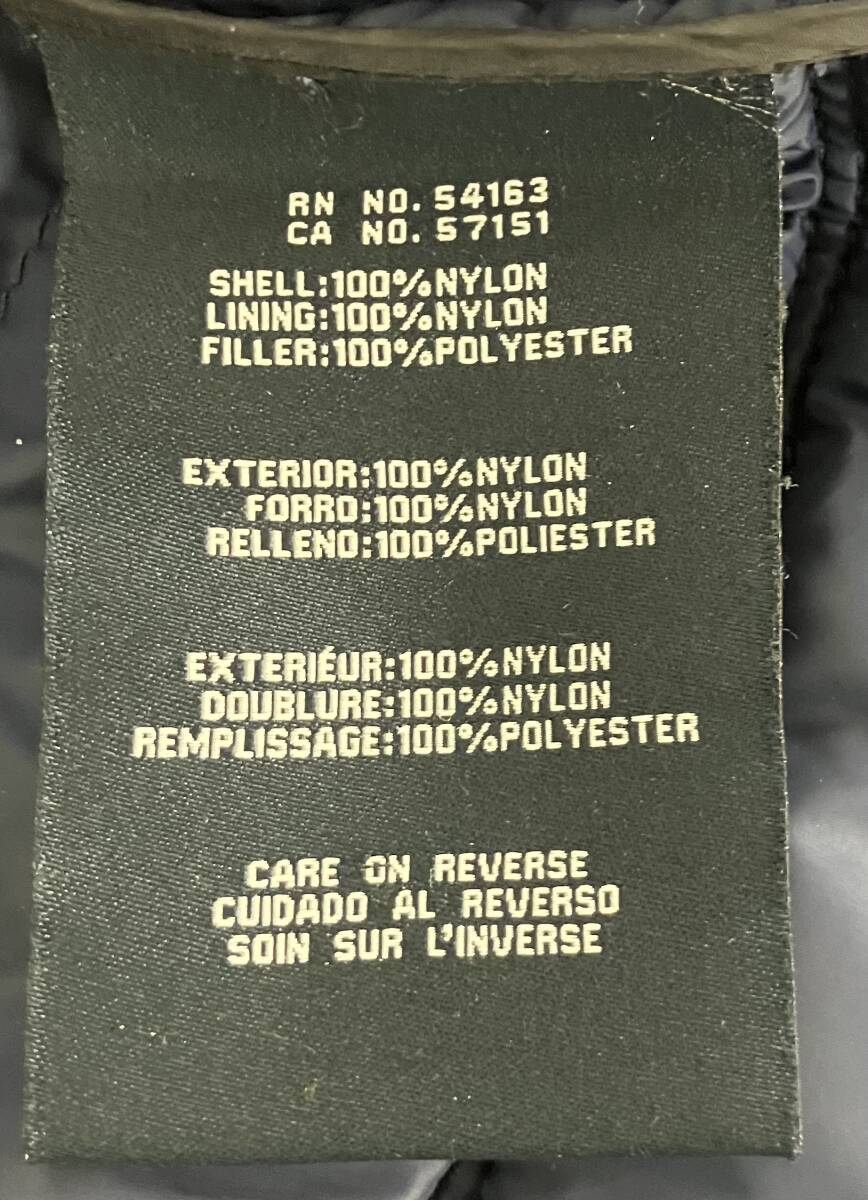 RN NO. 54163
CA NO. 57151
SHELL:100%NYLON
LINING:100%NYLON
FILLER:100%POLYESTER
EXTERIOR:100%NYLON
FORRO:100%NYLON
RELLENO:100%POLIESTER
EXTERIÉUR:100%NYLON
DOUBLURE:100%NYLON
REMPLISSAGE:100%POLYESTER
CARE ON REVERSE
CUIDADO AL REVERSO
SOIN SUR L'INVERSE